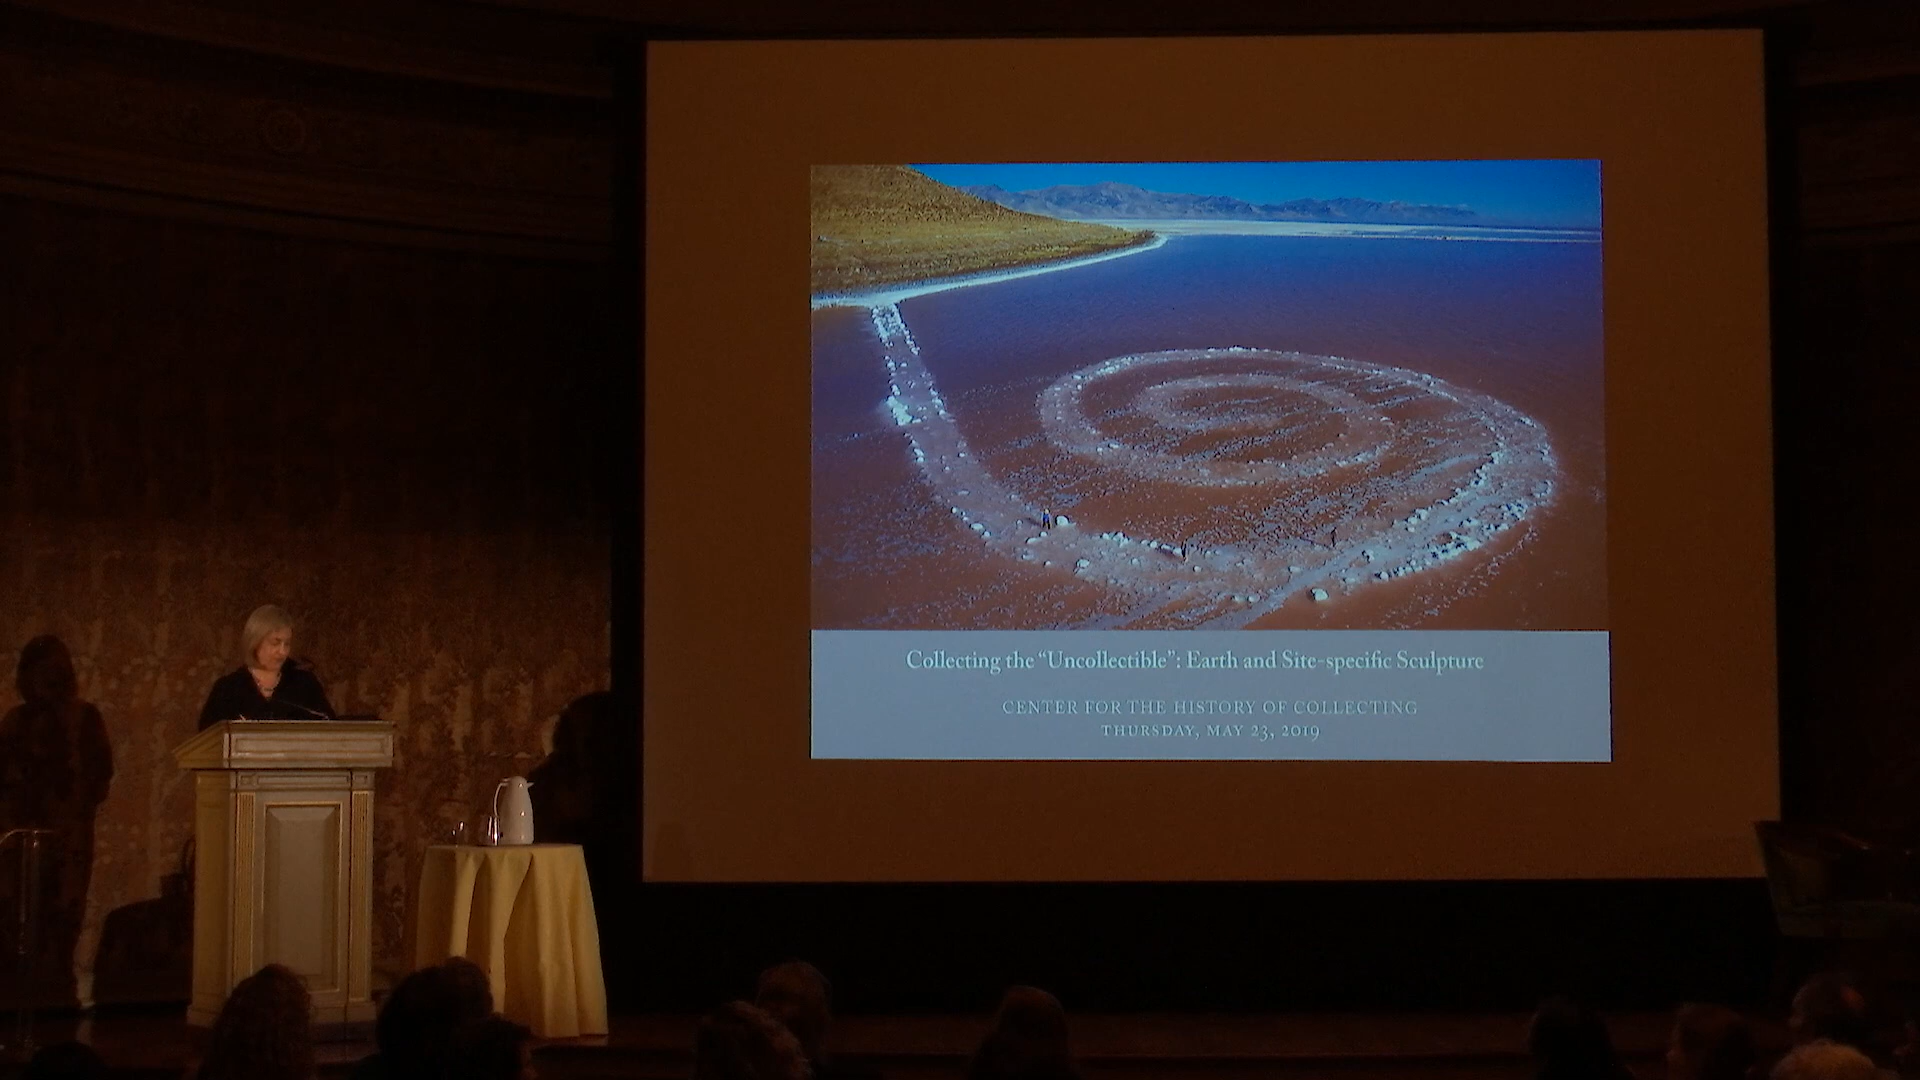 Collecting the “Uncollectible”: Earth and Site-specific Sculpture
CENTER FOR THE HISTORY OF COLLECTING
THURSDAY, MAY 23, 2019